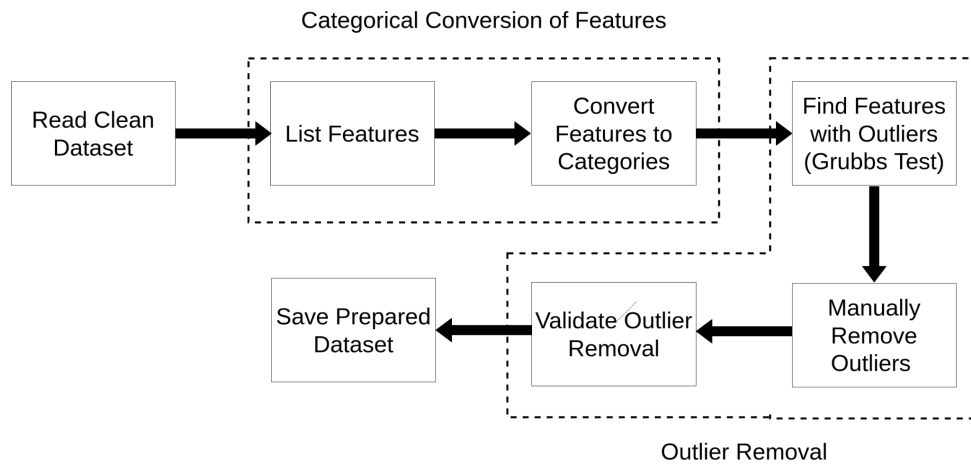 Categorical Conversion of Features
Read Clean
Dataset
List Features
Convert
Features to
Categories
Find Features
with Outliers
(Grubbs Test)
Manually
Remove
Outliers
Validate Outlier
Removal
Save Prepared
Dataset
Outlier Removal